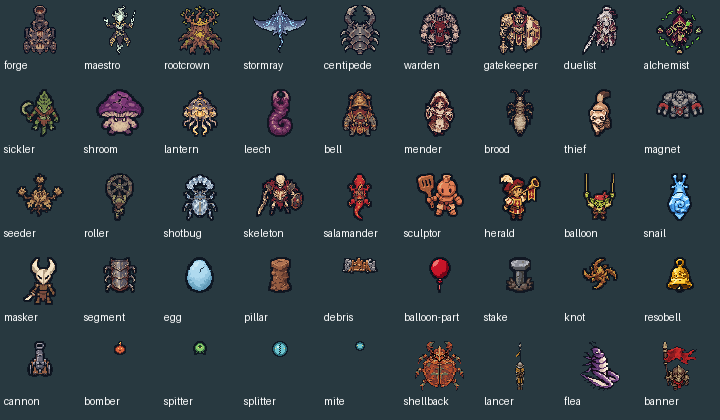 forge maestro rootcrown stormray centipede warden gatekeeper duelist alchemist
sickler shroom lantern leech bell mender brood thief magnet
seeder roller shotbug skeleton salamander sculptor herald balloon snail
masker segment egg pillar debris balloon-part stake knot resobell
cannon bomber spitter splitter mite shellback lancer flea banner